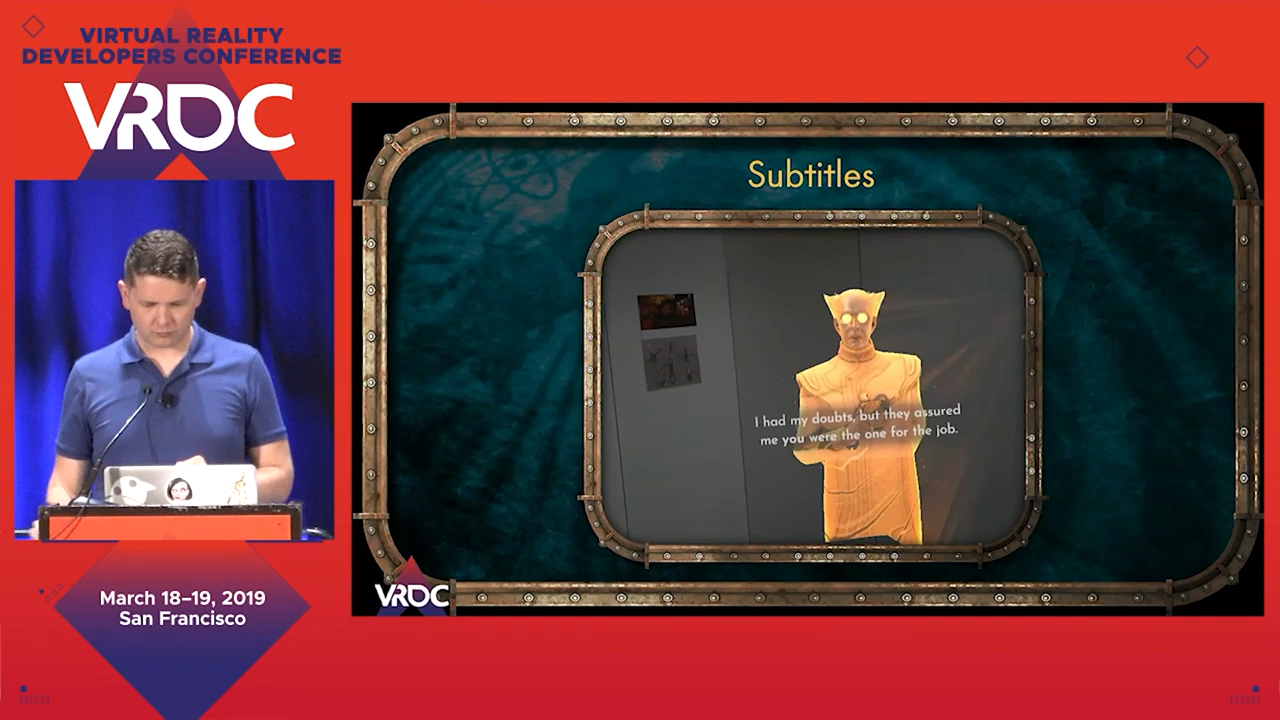 VIRTUAL REALITY
DEVELOPERS CONFERENCE
VRDC
Subtitles
I had my doubts, but they assured
me you were the one for the job.
VRDC
March 18–19, 2019
San Francisco